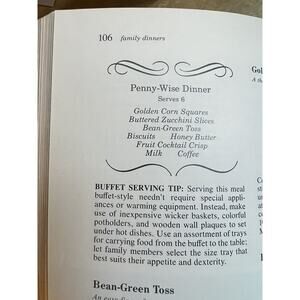 106 family dinners
Penny-Wise Dinner
Serves 6
Golden Corn Squares
Buttered Zucchini Slices
Bean-Green Toss
Biscuits Honey Butter
Fruit Cocktail Crisp
Milk Coffee
BUFFET SERVING TIP: Serving this meal
buffet-style needn't require special appli-
ances or warming equipment. Instead, make
use of inexpensive wicker baskets, colorful
potholders, and wooden wall plaques to set
under hot dishes. Use an assortment of trays
for carrying food from the buffet to the table;
let family members select the size tray that
best suits their appetite and dexterity.
Bean-Green Toss